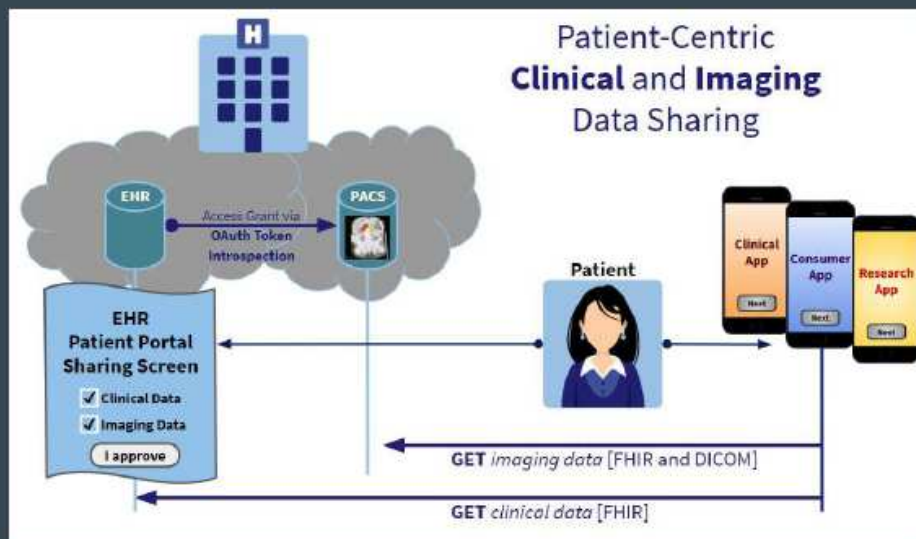 H
Patient-Centric
Clinical and Imaging
Data Sharing
EHR
PACS
Access Grant via
OAuth Token
Introspection
Clinical
App
Next
Consumer
App
Next
Research
App
Next
Patient
EHR
Patient Portal
Sharing Screen
Clinical Data
Imaging Data
I approve
GET imaging data [FHIR and DICOM]
GET clinical data [FHIR]